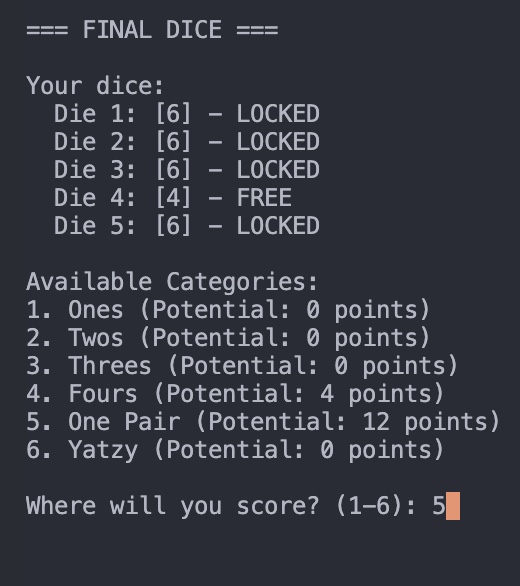 === FINAL DICE ===
Your dice:
Die 1: [6] – LOCKED
Die 2: [6] – LOCKED
Die 3: [6] – LOCKED
Die 4: [4] – FREE
Die 5: [6] – LOCKED
Available Categories:
1. Ones (Potential: 0 points)
2. Twos (Potential: 0 points)
3. Threes (Potential: 0 points)
4. Fours (Potential: 4 points)
5. One Pair (Potential: 12 points)
6. Yatzy (Potential: 0 points)
Where will you score? (1–6): 5